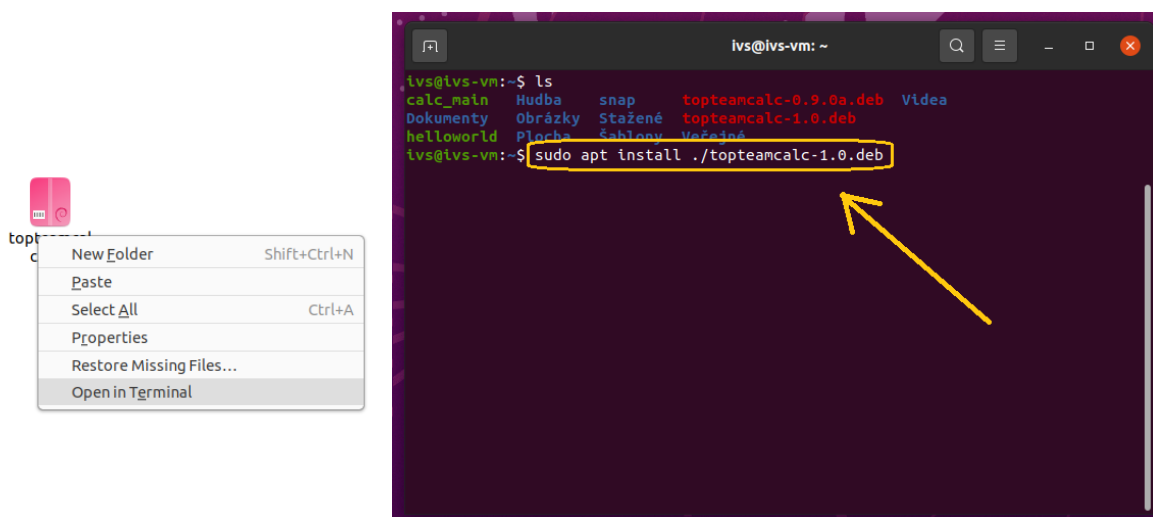 New Folder Shift+Ctrl+N
Paste
Select All Ctrl+A
Properties
Restore Missing Files...
Open in Terminal
ivs@ivs-vm: ~
ivs@ivs-vm:~$ ls
calc_main Hudba snap topteamcalc-0.9.0a.deb Videa
Dokumenty Obrázky Stažené topteamcalc-1.0.deb
helloworld Plocha Šablony Veřejné
ivs@ivs-vm:~$ sudo apt install ./topteamcalc-1.0.deb